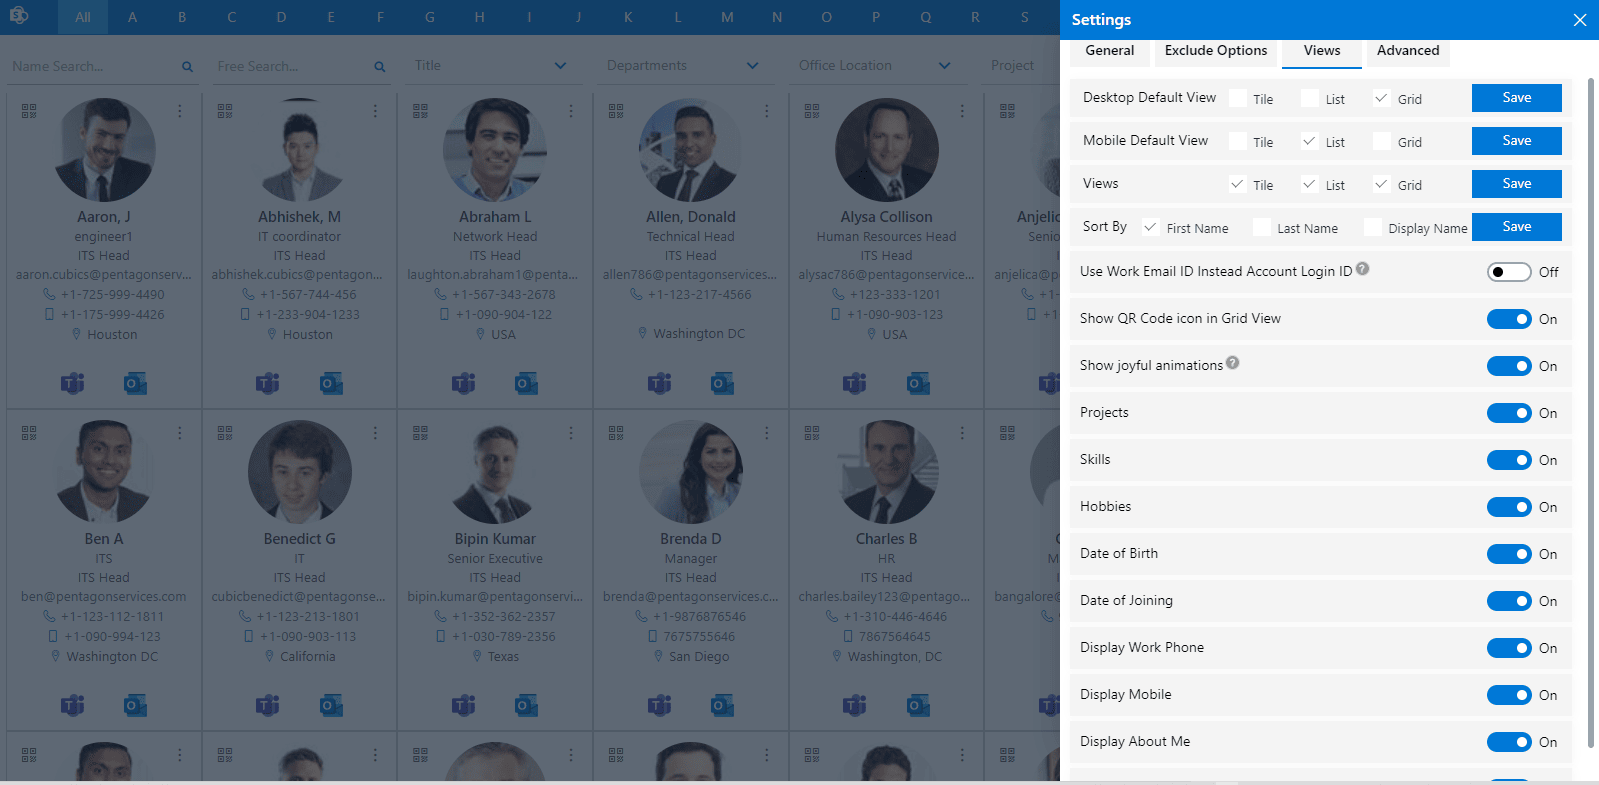 All A B C D E F G H I J K L M N O P Q R S
Name Search... Free Search... Title Departments Office Location Project
Aaron, J
engineer1
ITS Head
aaron.cubics@pentagonserv...
+1-725-999-4490
+1-175-999-4426
Houston
Abhishek, M
IT coordinator
ITS Head
abhishek.cubics@pentagon...
+1-567-744-456
+1-233-904-1233
Houston
Abraham L
Network Head
ITS Head
laughton.abraham1@penta...
+1-567-343-2678
+1-090-904-122
USA
Allen, Donald
Technical Head
ITS Head
allen786@pentagonservices...
+1-123-217-4566
Washington DC
Alysa Collison
Human Resources Head
ITS Head
alysac786@pentagonservices...
+123-333-1201
+1-090-903-123
USA
Anjelic
Senio
ITS
anjelica@p
+1-
+1
Ben A
ITS
ITS Head
ben@pentagonservices.com
+1-123-112-1811
+1-090-994-123
Washington DC
Benedict G
IT
ITS Head
cubicbenedict@pentagonse...
+1-123-213-1801
+1-090-903-113
California
Bipin Kumar
Senior Executive
ITS Head
bipin.kumar@pentagonservi...
+1-352-362-2357
+1-030-789-2356
Texas
Brenda D
Manager
ITS Head
brenda@pentagonservices.c...
+1-9876876546
7675755646
San Diego
Charles B
HR
ITS Head
charles.bailey123@pentago...
+1-310-446-4646
7867564645
Washington, DC
C
M
ITS
bangalore@
+1-
Settings
General Exclude Options Views Advanced
Desktop Default View Tile List Grid Save
Mobile Default View Tile List Grid Save
Views Tile List Grid Save
Sort By First Name Last Name Display Name Save
Use Work Email ID Instead Account Login ID ? Off
Show QR Code icon in Grid View On
Show joyful animations ? On
Projects On
Skills On
Hobbies On
Date of Birth On
Date of Joining On
Display Work Phone On
Display Mobile On
Display About Me On